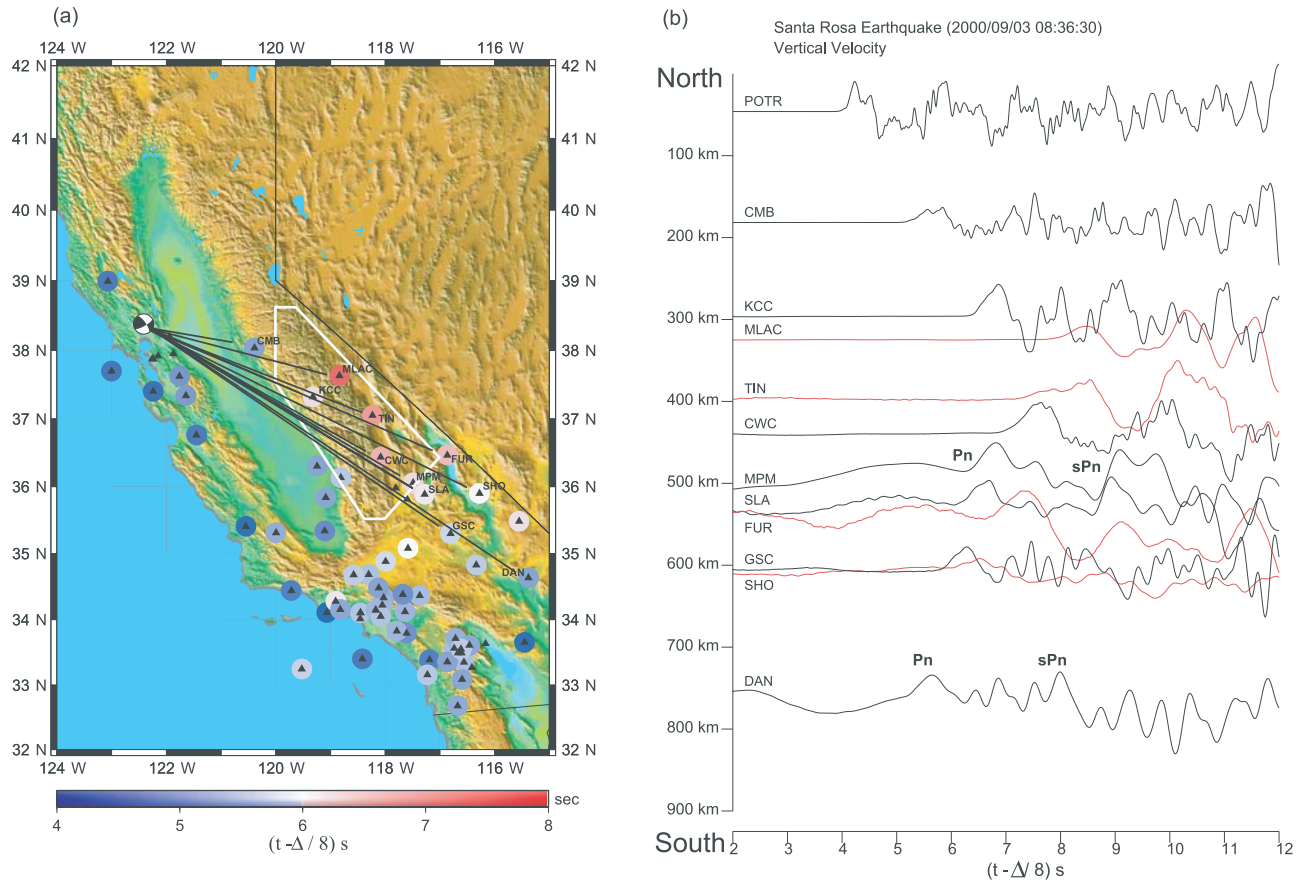 (a)
124 W 122 W 120 W 118 W 116 W
42 N 42 N
41 N 41 N
40 N 40 N
39 N 39 N
38 N 38 N
37 N 37 N
36 N 36 N
35 N 35 N
34 N 34 N
33 N 33 N
32 N 32 N
124 W 122 W 120 W 118 W 116 W
CMB
MLAC
KCC
TIN
CWC
FUR
MPM
SLA
SHO
GSC
DAN
sec
4 5 6 7 8
(t -Δ / 8) s
(b)
Santa Rosa Earthquake (2000/09/03 08:36:30)
Vertical Velocity
North
POTR
100 km
CMB
200 km
KCC
300 km
MLAC
TIN
400 km
CWC
Pn sPn
MPM
500 km
SLA
FUR
GSC
600 km
SHO
700 km
Pn sPn
DAN
800 km
900 km
South
2 3 4 5 6 7 8 9 10 11 12
(t -Δ/ 8) s